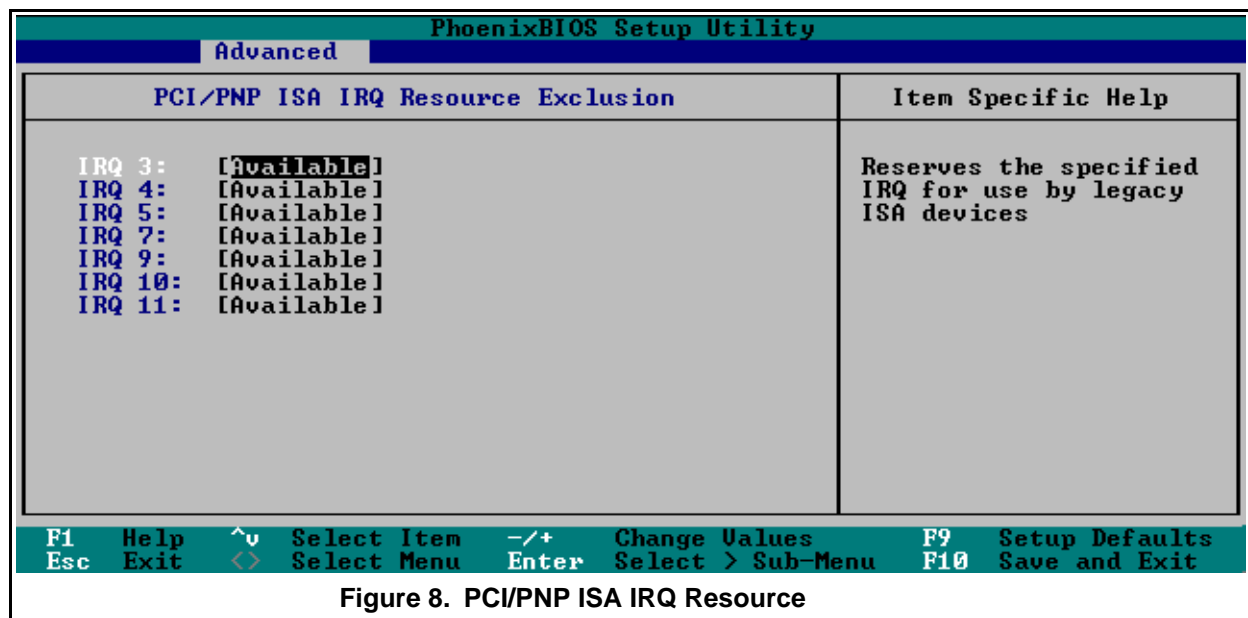 PhoenixBIOS Setup Utility
Advanced
PCI/PNP ISA IRQ Resource Exclusion
Item Specific Help
IRQ 3: [Available]
IRQ 4: [Available]
IRQ 5: [Available]
IRQ 7: [Available]
IRQ 9: [Available]
IRQ 10: [Available]
IRQ 11: [Available]
Reserves the specified
IRQ for use by legacy
ISA devices
F1 Help ^v Select Item -/+ Change Values F9 Setup Defaults
Esc Exit <> Select Menu Enter Select > Sub-Menu F10 Save and Exit
Figure 8. PCI/PNP ISA IRQ Resource